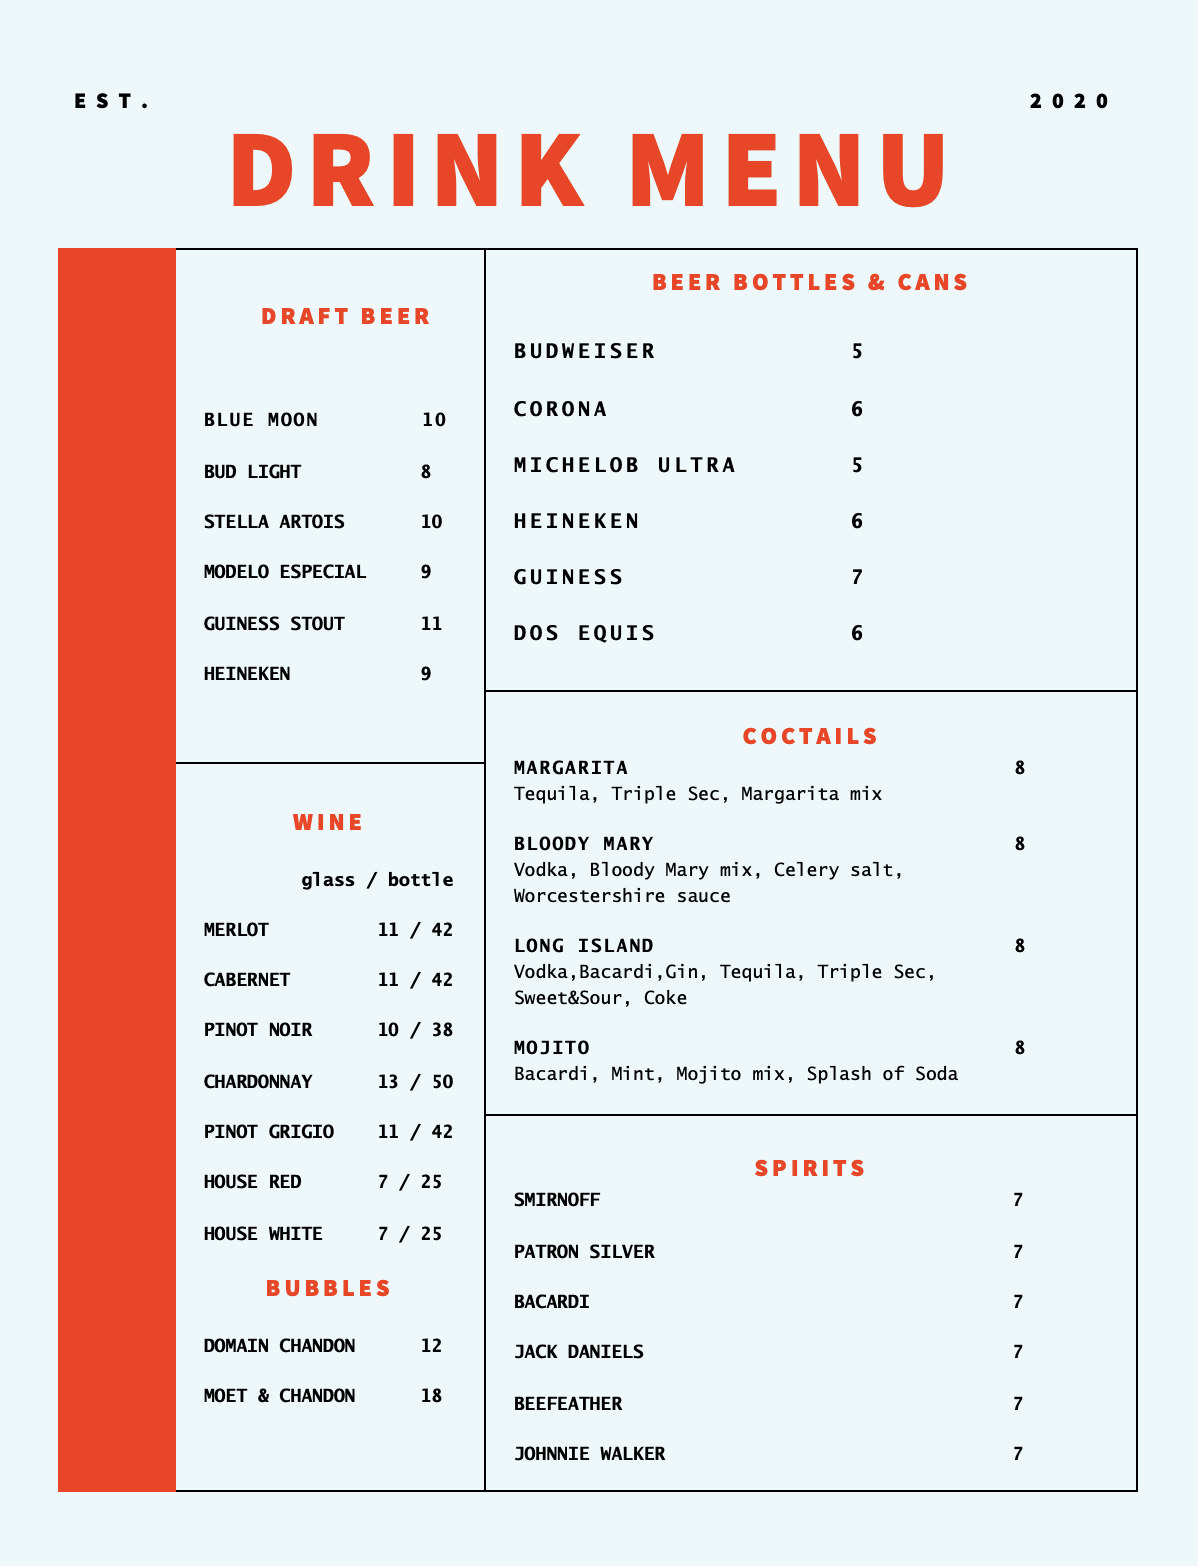 EST. 2020
DRINK MENU
DRAFT BEER
BLUE MOON 10
BUD LIGHT 8
STELLA ARTOIS 10
MODELO ESPECIAL 9
GUINESS STOUT 11
HEINEKEN 9
WINE
glass / bottle
MERLOT 11 / 42
CABERNET 11 / 42
PINOT NOIR 10 / 38
CHARDONNAY 13 / 50
PINOT GRIGIO 11 / 42
HOUSE RED 7 / 25
HOUSE WHITE 7 / 25
BUBBLES
DOMAIN CHANDON 12
MOET & CHANDON 18
BEER BOTTLES & CANS
BUDWEISER 5
CORONA 6
MICHELOB ULTRA 5
HEINEKEN 6
GUINESS 7
DOS EQUIS 6
COCTAILS
MARGARITA 8
Tequila, Triple Sec, Margarita mix
BLOODY MARY 8
Vodka, Bloody Mary mix, Celery salt,
Worcestershire sauce
LONG ISLAND 8
Vodka,Bacardi,Gin, Tequila, Triple Sec,
Sweet&Sour, Coke
MOJITO 8
Bacardi, Mint, Mojito mix, Splash of Soda
SPIRITS
SMIRNOFF 7
PATRON SILVER 7
BACARDI 7
JACK DANIELS 7
BEEFEATHER 7
JOHNNIE WALKER 7